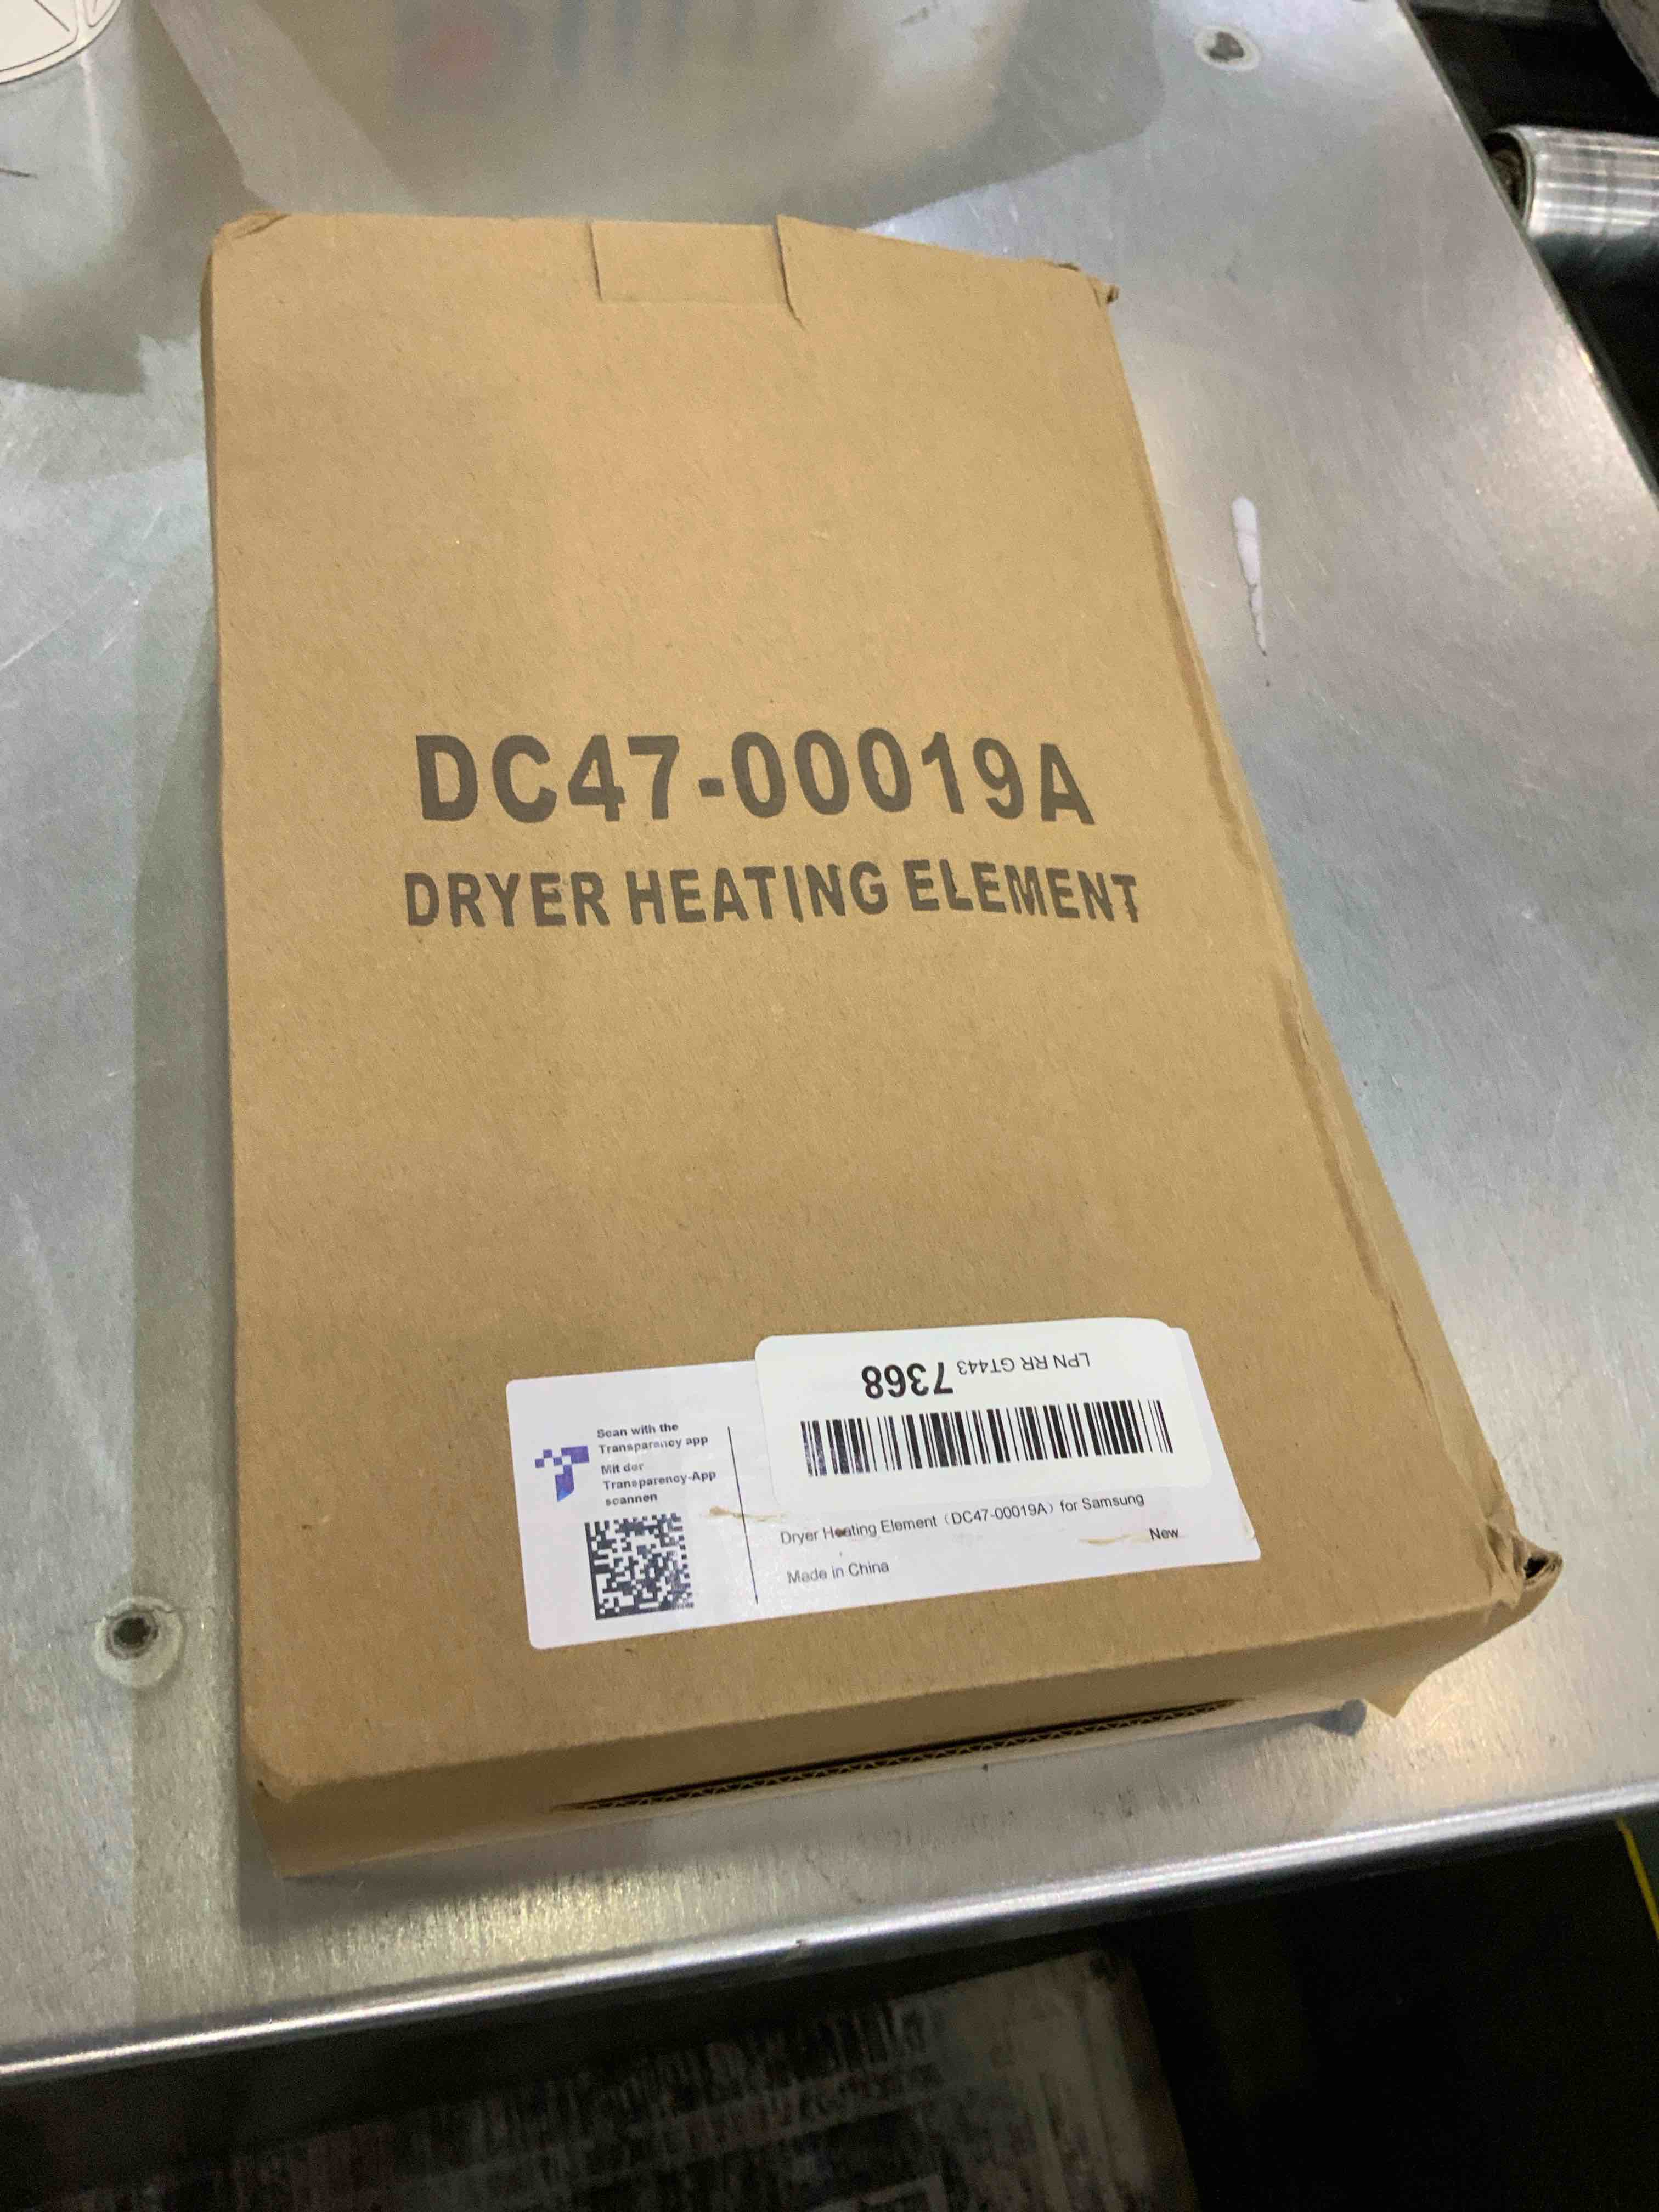 DC47-00019A
DRYER HEATING ELEMENT
LPN RR GT443 7368
Scan with the
Transparency app
Mit der
Transparency-App
scannen
Dryer Heating Element（DC47-00019A）for Samsung
New
Made in China